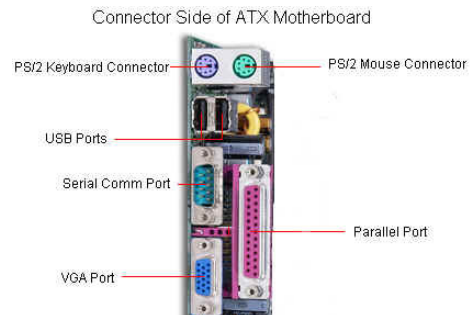 Connector Side of ATX Motherboard
PS/2 Keyboard Connector
PS/2 Mouse Connector
USB Ports
Serial Comm Port
Parallel Port
VGA Port